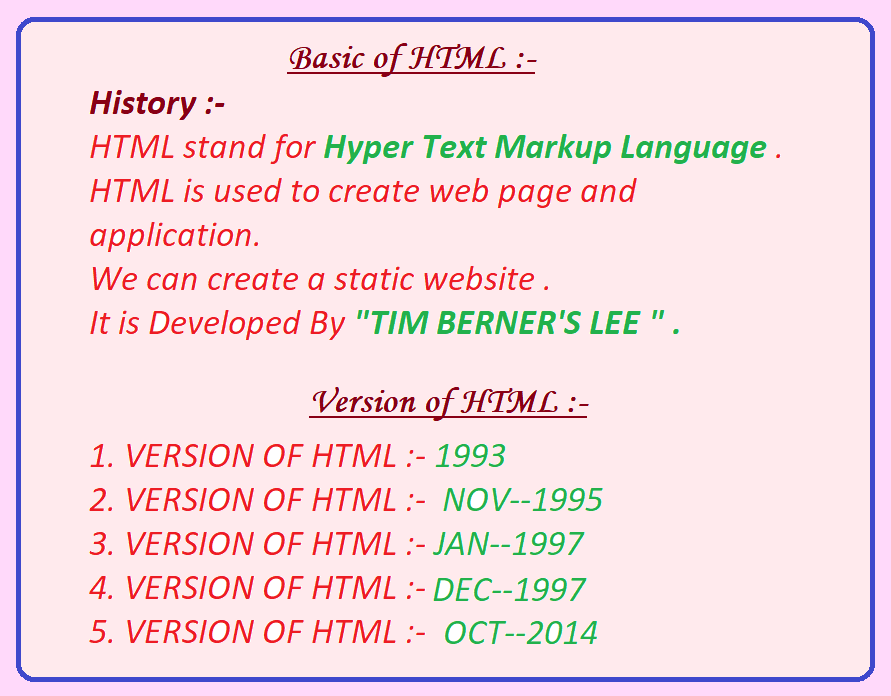 Basic of HTML :-
History :-
HTML stand for Hyper Text Markup Language .
HTML is used to create web page and
application.
We can create a static website .
It is Developed By "TIM BERNER'S LEE " .
Version of HTML :-
1. VERSION OF HTML :- 1993
2. VERSION OF HTML :- NOV--1995
3. VERSION OF HTML :- JAN--1997
4. VERSION OF HTML :- DEC--1997
5. VERSION OF HTML :- OCT--2014